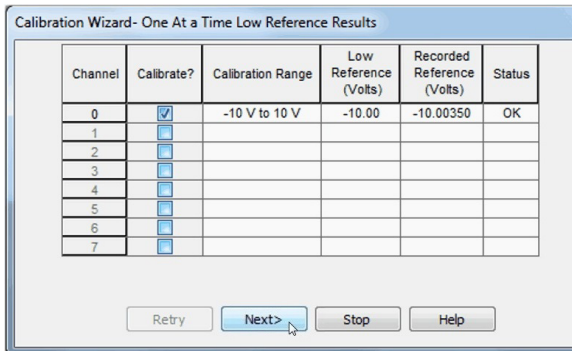 Calibration Wizard- One At a Time Low Reference Results
Channel Calibrate? Calibration Range Low Reference (Volts) Recorded Reference (Volts) Status
0 -10 V to 10 V -10.00 -10.00350 OK
1
2
3
4
5
6
7
Retry Next> Stop Help